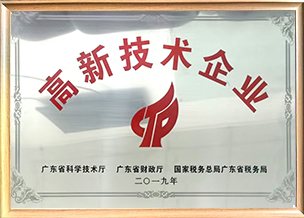 高新技术企业
广东省科学技术厅 广东省财政厅 国家税务总局广东省税务局
二〇一九年